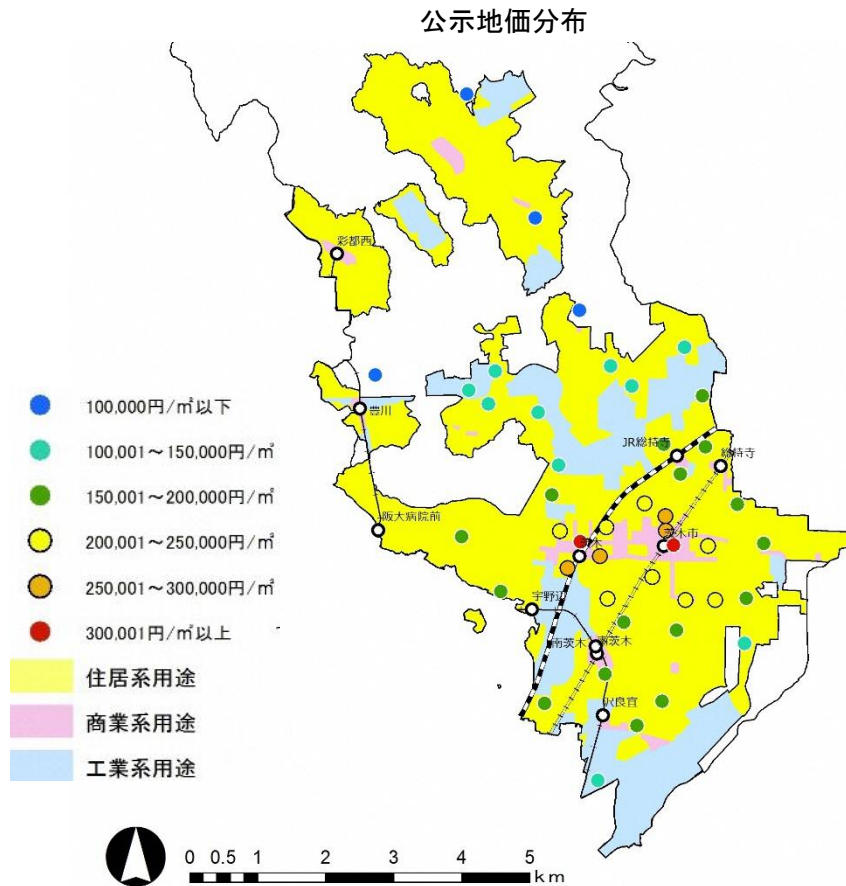 公示地価分布
彩都西
豊川
JR総持寺
総持寺
阪大病院前
茨木市
宇野辺
南茨木
南茨木
沢良宜
100,000円/㎡以下
100,001～150,000円/㎡
150,001～200,000円/㎡
200,001～250,000円/㎡
250,001～300,000円/㎡
300,001円/㎡以上
住居系用途
商業系用途
工業系用途
0 0.5 1 2 3 4 5
km